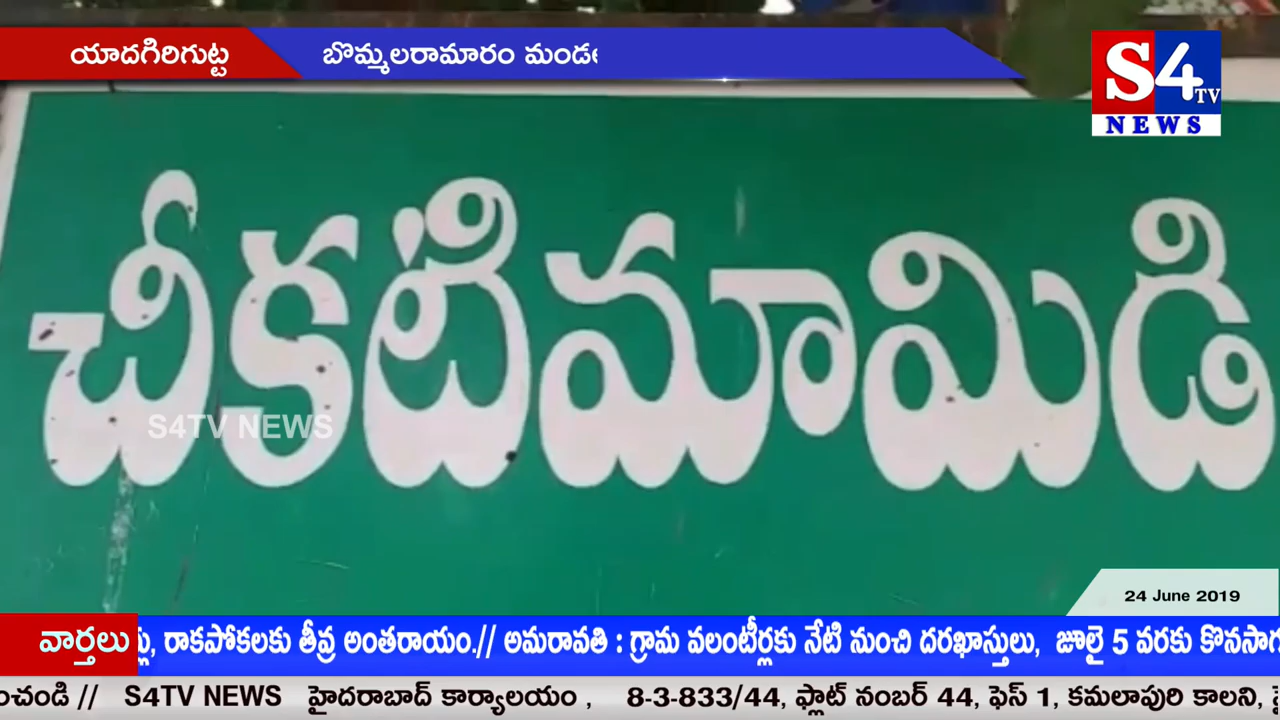 యాదగిరిగుట్ట
బొమ్మలరామారం
S4
TV
NEWS
చీకటిమామిడి
S4TV NEWS
24 June 2019
వార్తలు
రాకపోకలకు తీవ్ర అంతరాయం.// అమరావతి : గ్రామ వలంటీర్లకు నేటి నుంచి దరఖాస్తులు, జూలై 5 వరకు
// S4TV NEWS హైదరాబాద్ కార్యాలయం , 8-3-833/44, ఫ్లాట్ నంబర్ 44, ఫేస్ 1, కమలాపురి కాలని,